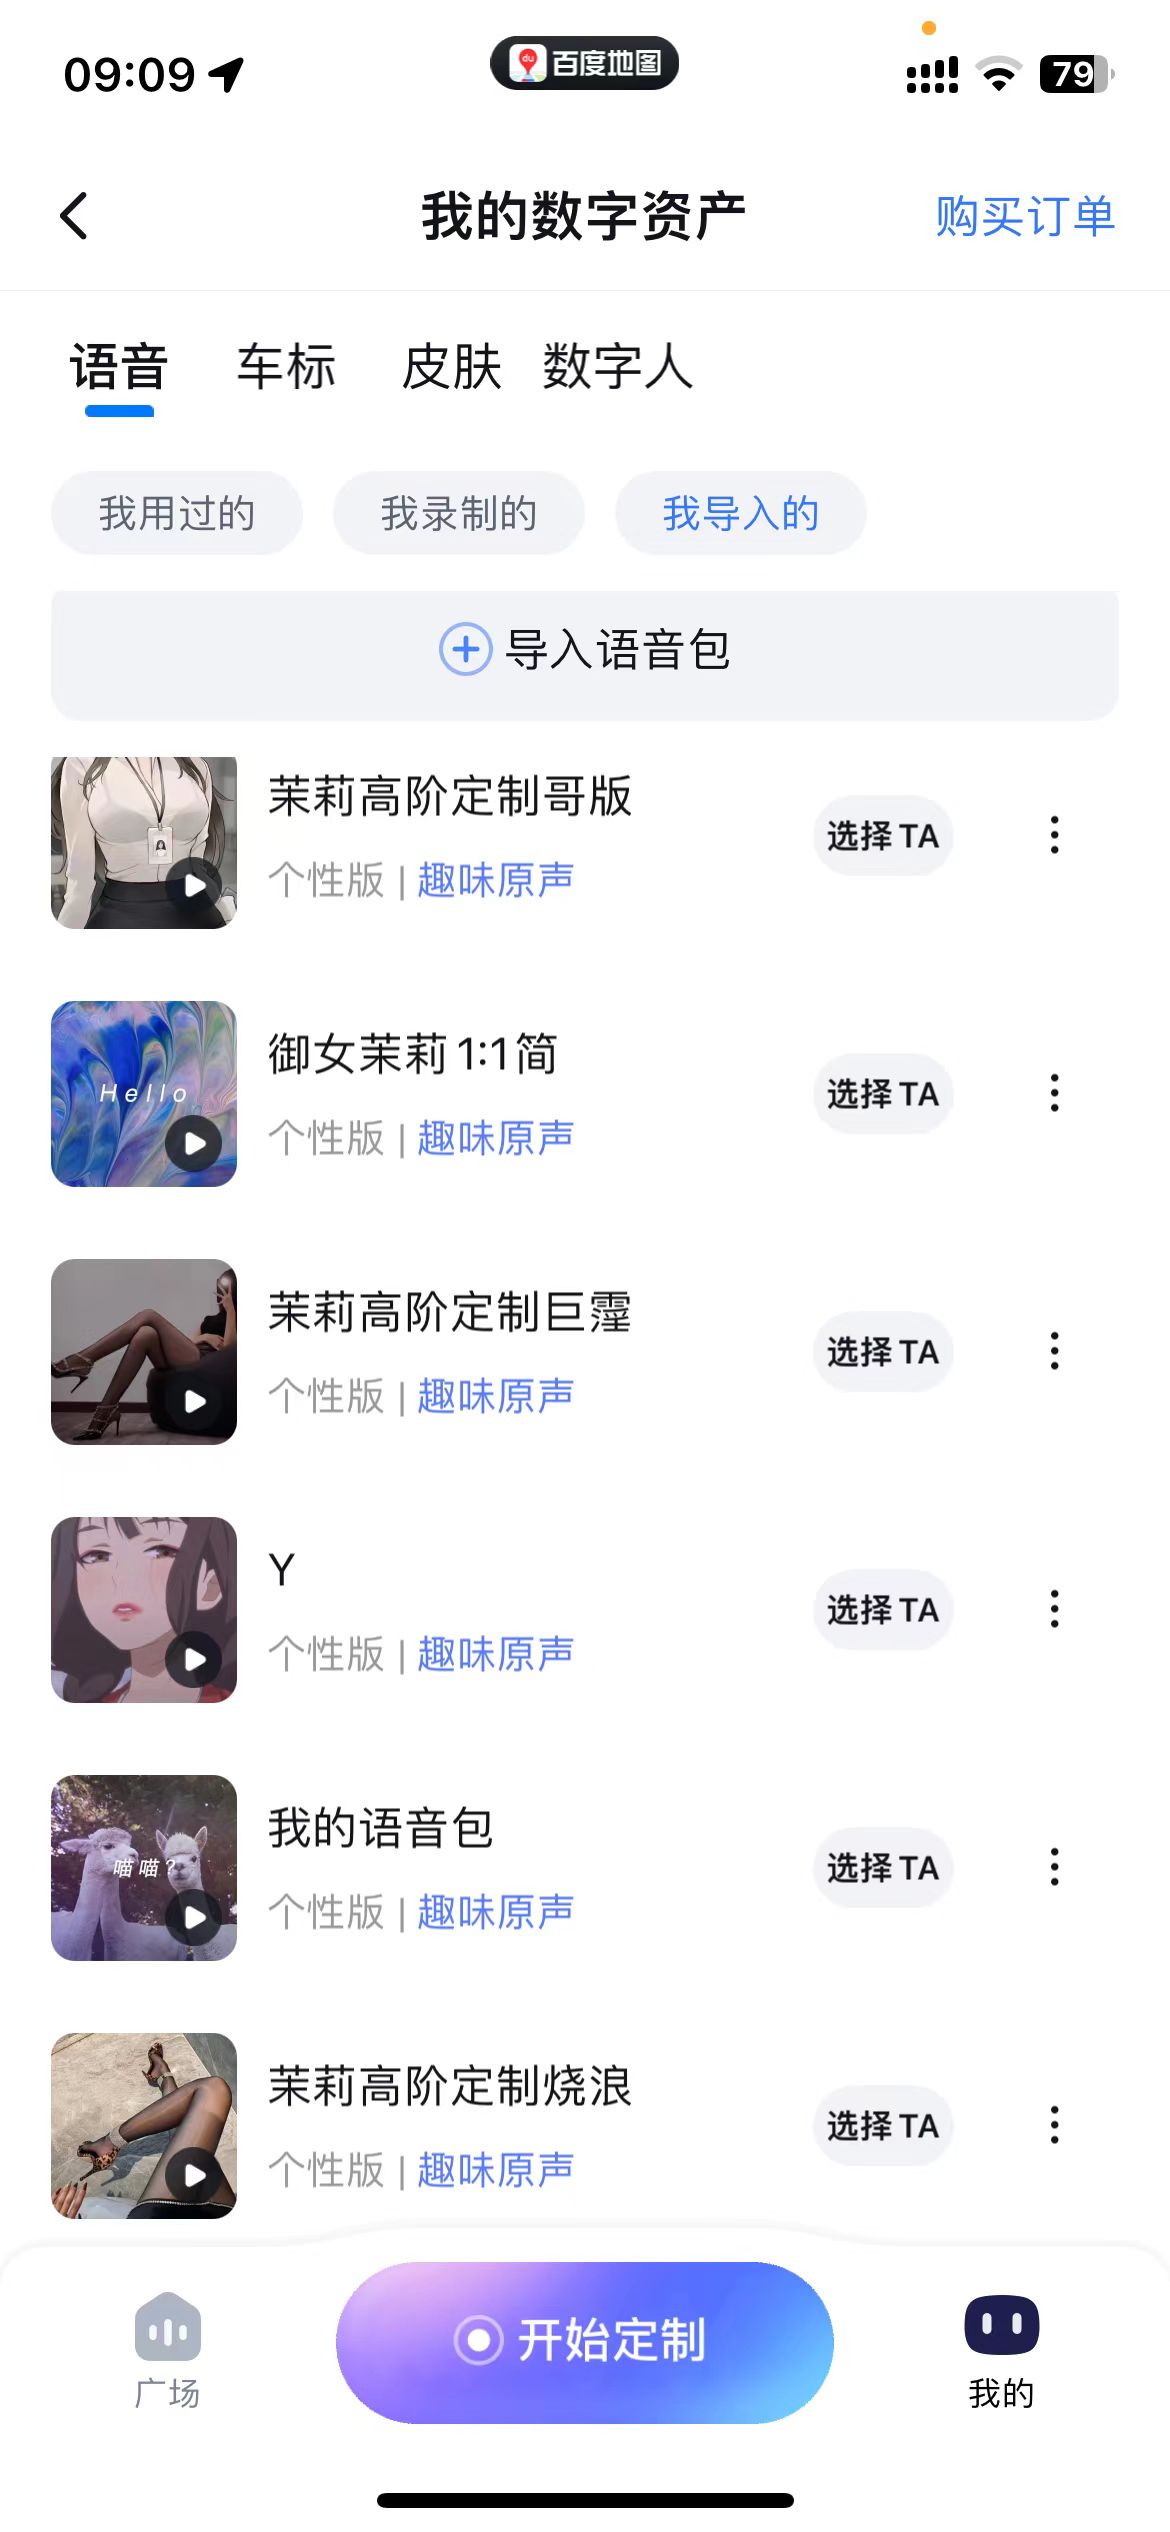 09:09
百度地图
79
我的数字资产
购买订单
语音 车标 皮肤 数字人
我用过的 我录制的 我导入的
导入语音包
茉莉高阶定制哥版
个性版 | 趣味原声
选择 TA
Hello
御女茉莉 1:1 简
个性版 | 趣味原声
选择 TA
茉莉高阶定制巨霪
个性版 | 趣味原声
选择 TA
Y
个性版 | 趣味原声
选择 TA
喵喵?
我的语音包
个性版 | 趣味原声
选择 TA
茉莉高阶定制烧浪
个性版 | 趣味原声
选择 TA
广场
开始定制
我的